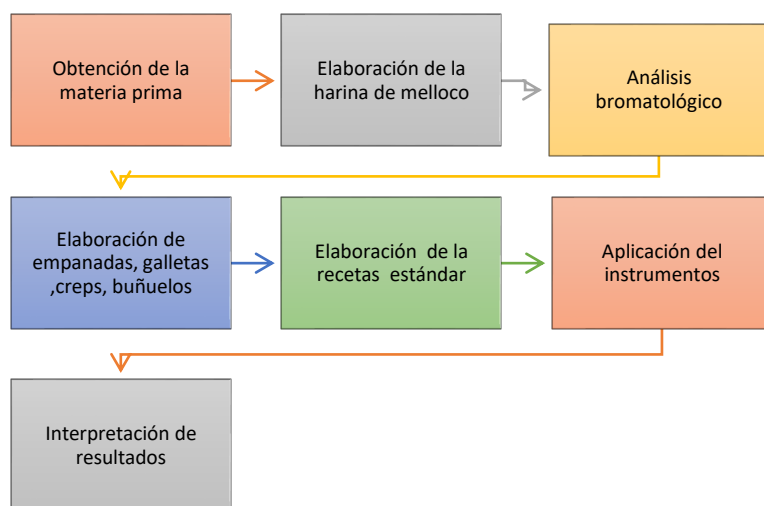 Obtención de la
materia prima
Elaboración de la
harina de melloco
Análisis
bromatológico
Elaboración de
empanadas, galletas
,creps, buñuelos
Elaboración de la
recetas estándar
Aplicación del
instrumentos
Interpretación de
resultados